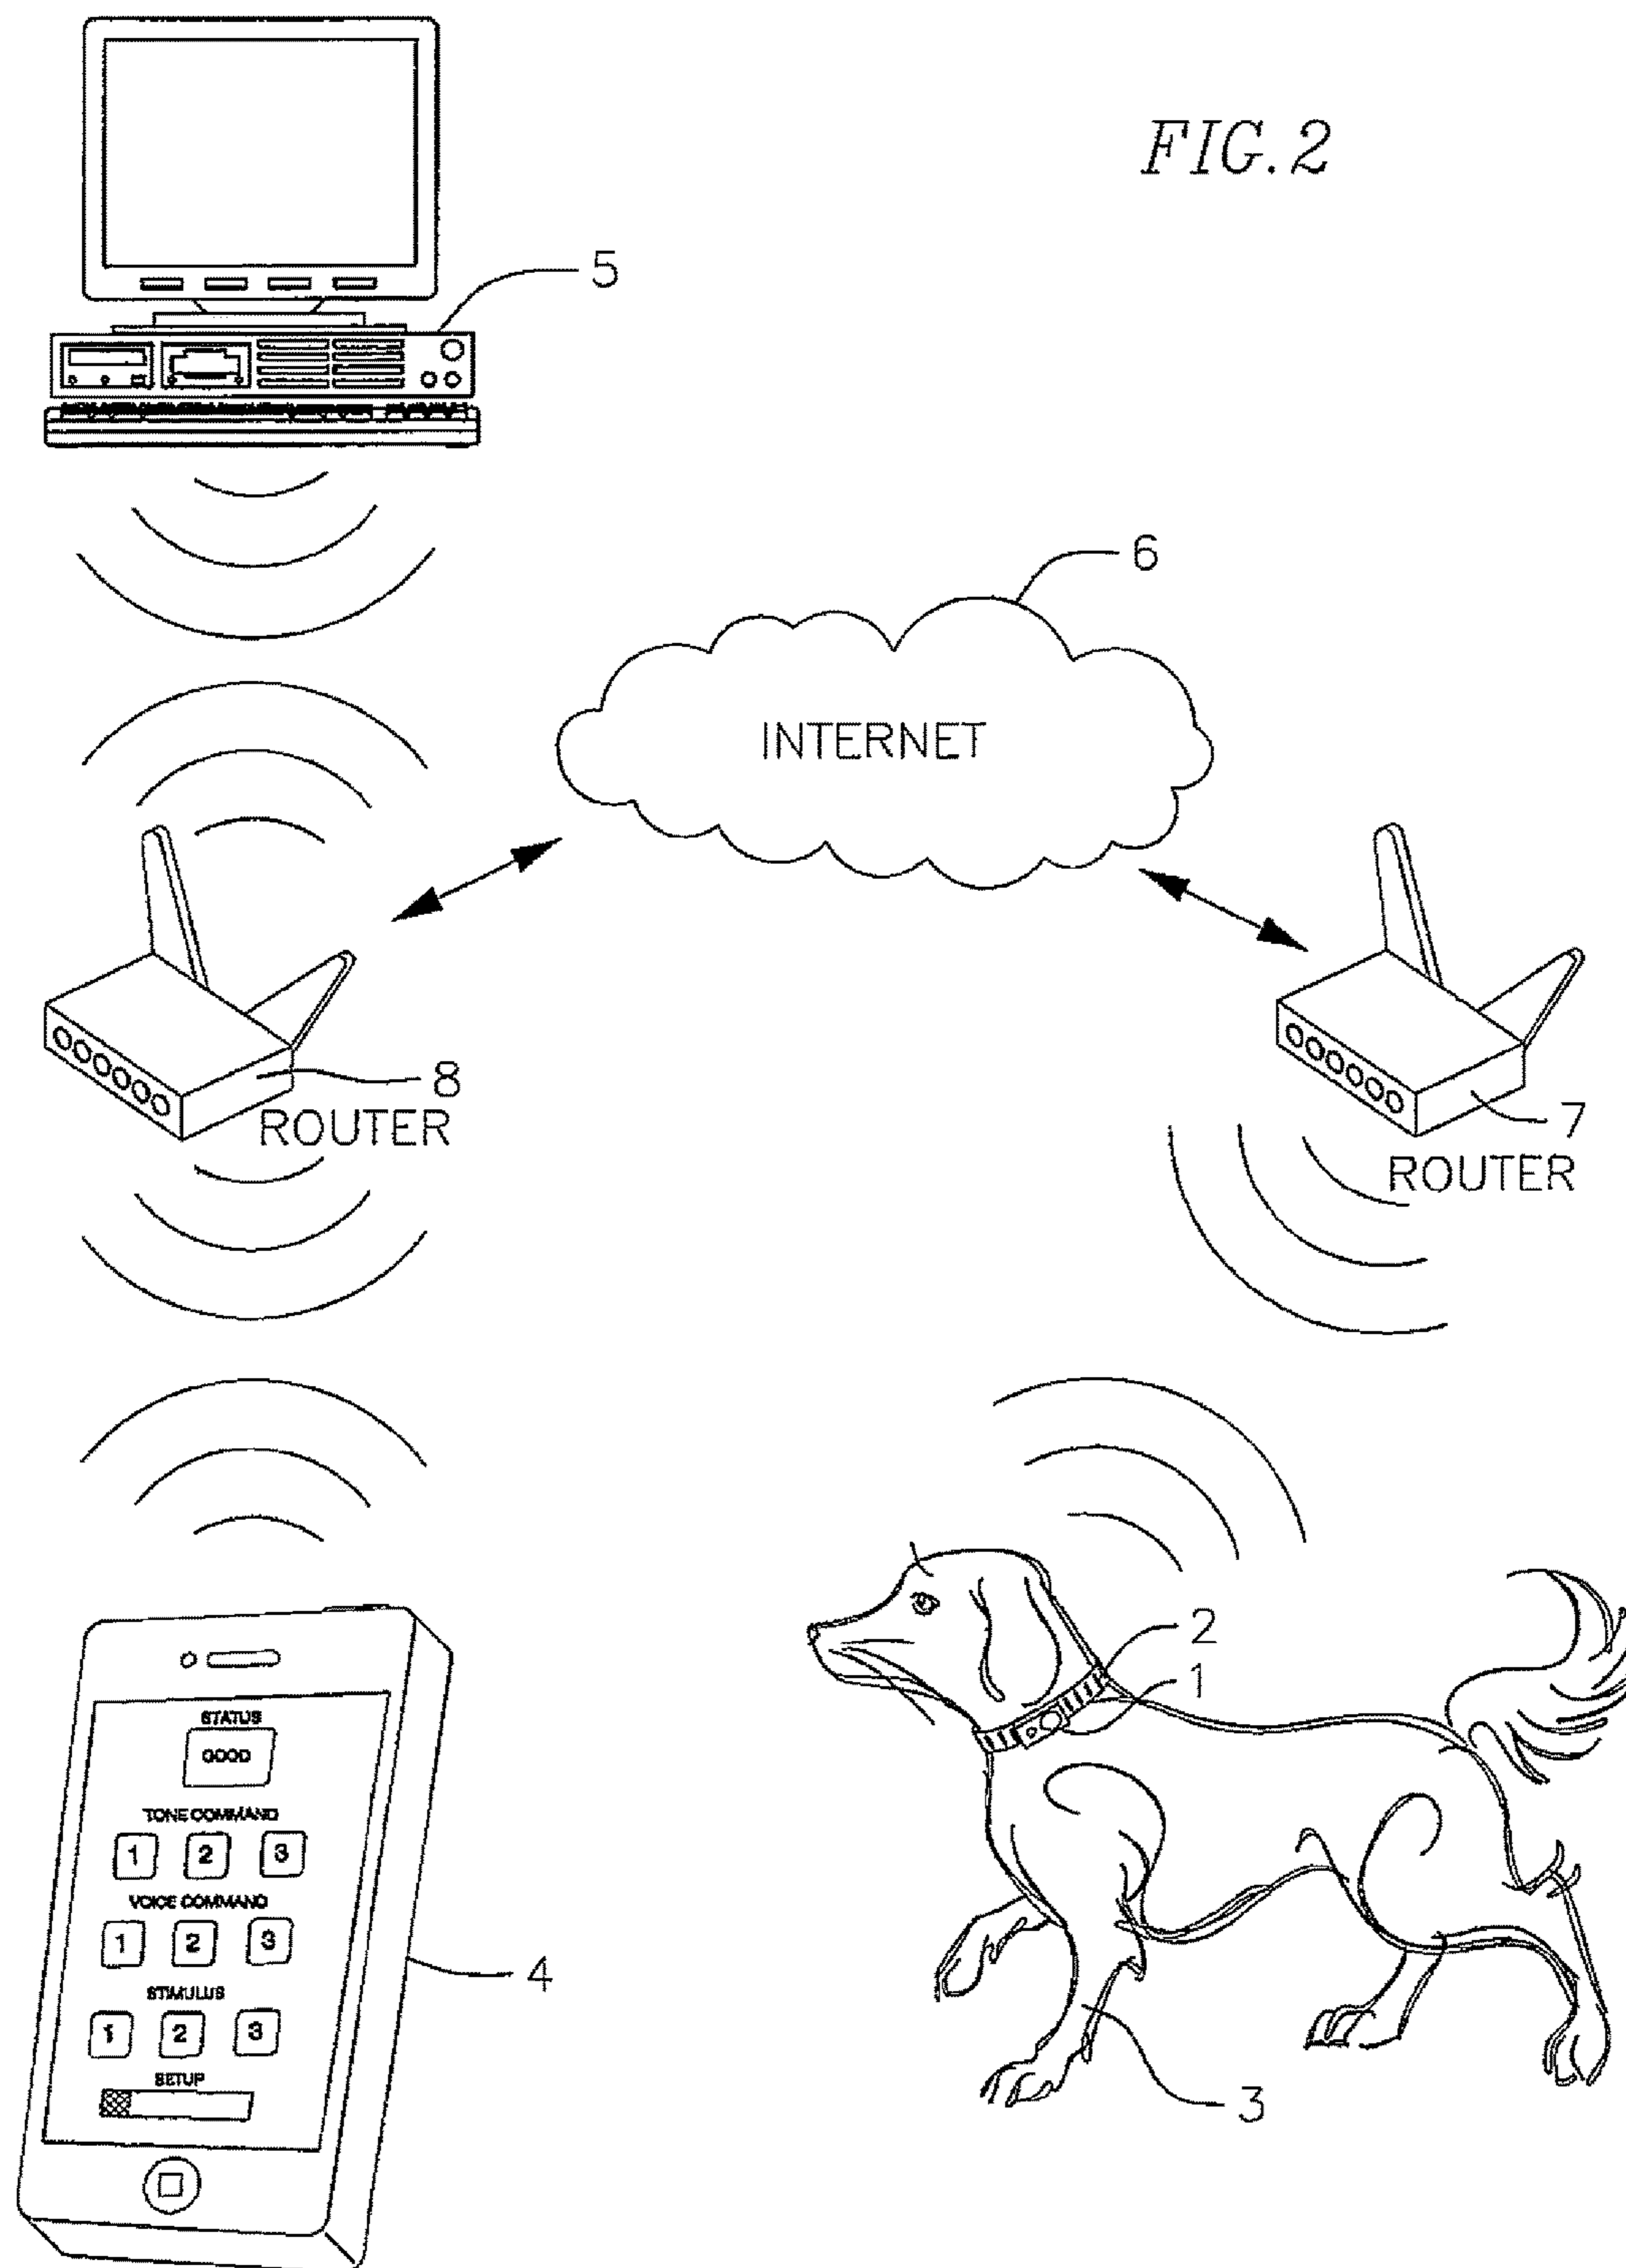 FIG. 2
5
6
INTERNET
8
ROUTER
7
ROUTER
2
1
STATUS
GOOD
TONE COMMAND
1 2 3
VOICE COMMAND
1 2 3
4
STIMULUS
1 2 3
SETUP
3